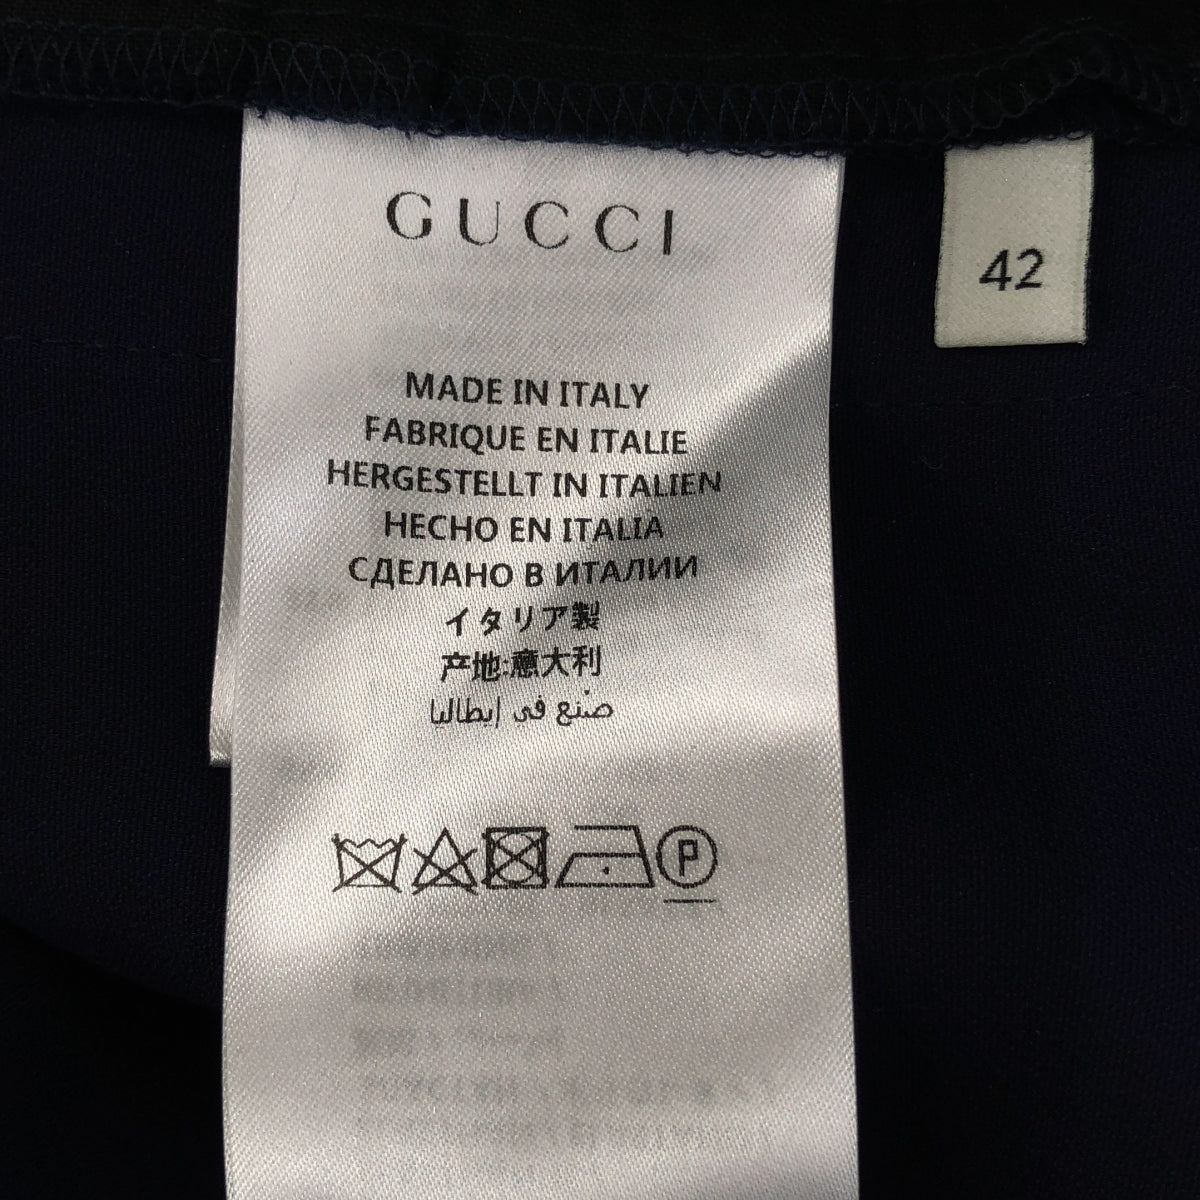 GUCCI
42
MADE IN ITALY
FABRIQUE EN ITALIE
HERGESTELLT IN ITALIEN
HECHO EN ITALIA
СДЕЛАНО В ИТАЛИИ
イタリア製
产地:意大利
صنع في إيطاليا
P